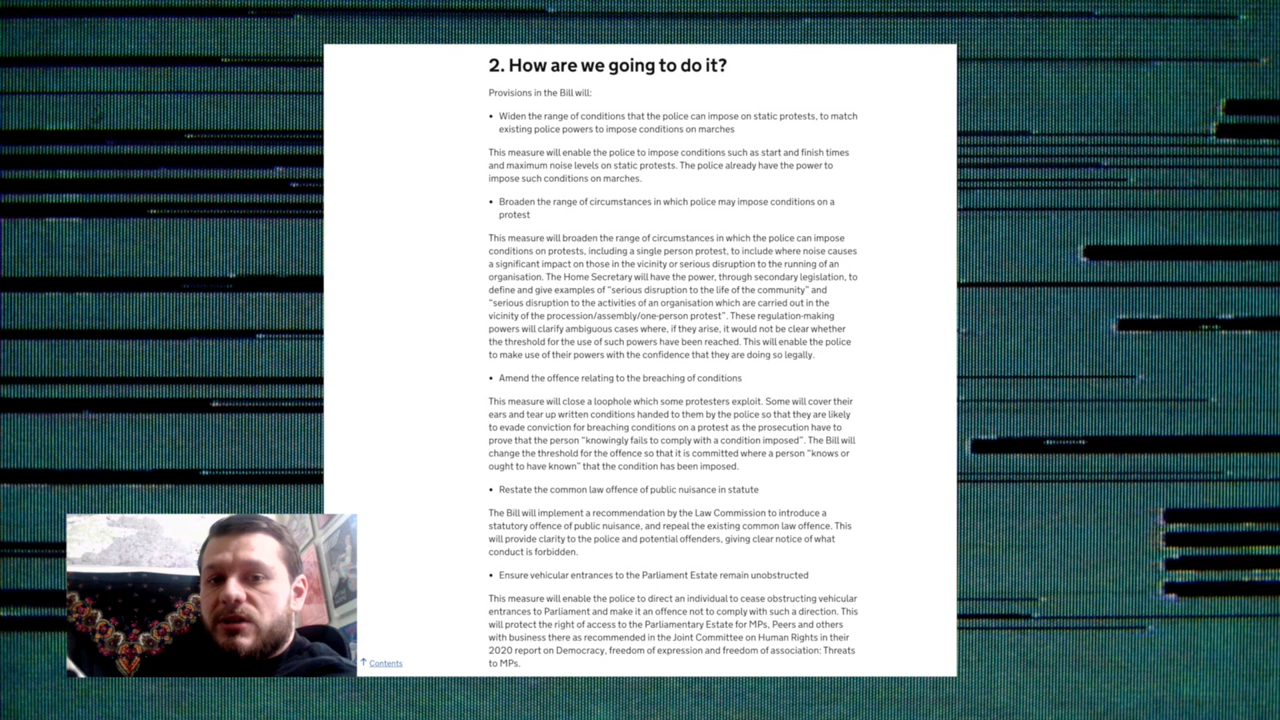 2. How are we going to do it?
Provisions in the Bill will:
• Widen the range of conditions that the police can impose on static protests, to match
existing police powers to impose conditions on marches
This measure will enable the police to impose conditions such as start and finish times
and maximum noise levels on static protests. The police already have the power to
impose such conditions on marches.
• Broaden the range of circumstances in which police may impose conditions on a
protest
This measure will broaden the range of circumstances in which the police can impose
conditions on protests, including a single person protest, to include where noise causes
a significant impact on those in the vicinity or serious disruption to the running of an
organisation. The Home Secretary will have the power, through secondary legislation, to
define and give examples of “serious disruption to the life of the community” and
“serious disruption to the activities of an organisation which are carried out in the
vicinity of the procession/assembly/one-person protest”. These regulation-making
powers will clarify ambiguous cases where, if they arise, it would not be clear whether
the threshold for the use of such powers have been reached. This will enable the police
to make use of their powers with the confidence that they are doing so legally.
• Amend the offence relating to the breaching of conditions
This measure will close a loophole which some protesters exploit. Some will cover their
ears and tear up written conditions handed to them by the police so that they are likely
to evade conviction for breaching conditions on a protest as the prosecution have to
prove that the person “knowingly fails to comply with a condition imposed”. The Bill will
change the threshold for the offence so that it is committed where a person “knows or
ought to have known” that the condition has been imposed.
• Restate the common law offence of public nuisance in statute
The Bill will implement a recommendation by the Law Commission to introduce a
statutory offence of public nuisance, and repeal the existing common law offence. This
will provide clarity to the police and potential offenders, giving clear notice of what
conduct is forbidden.
• Ensure vehicular entrances to the Parliament Estate remain unobstructed
This measure will enable the police to direct an individual to cease obstructing vehicular
entrances to Parliament and make it an offence not to comply with such a direction. This
will protect the right of access to the Parliamentary Estate for MPs, Peers and others
with business there as recommended in the Joint Committee on Human Rights in their
2020 report on Democracy, freedom of expression and freedom of association: Threats
to MPs.
↑ Contents